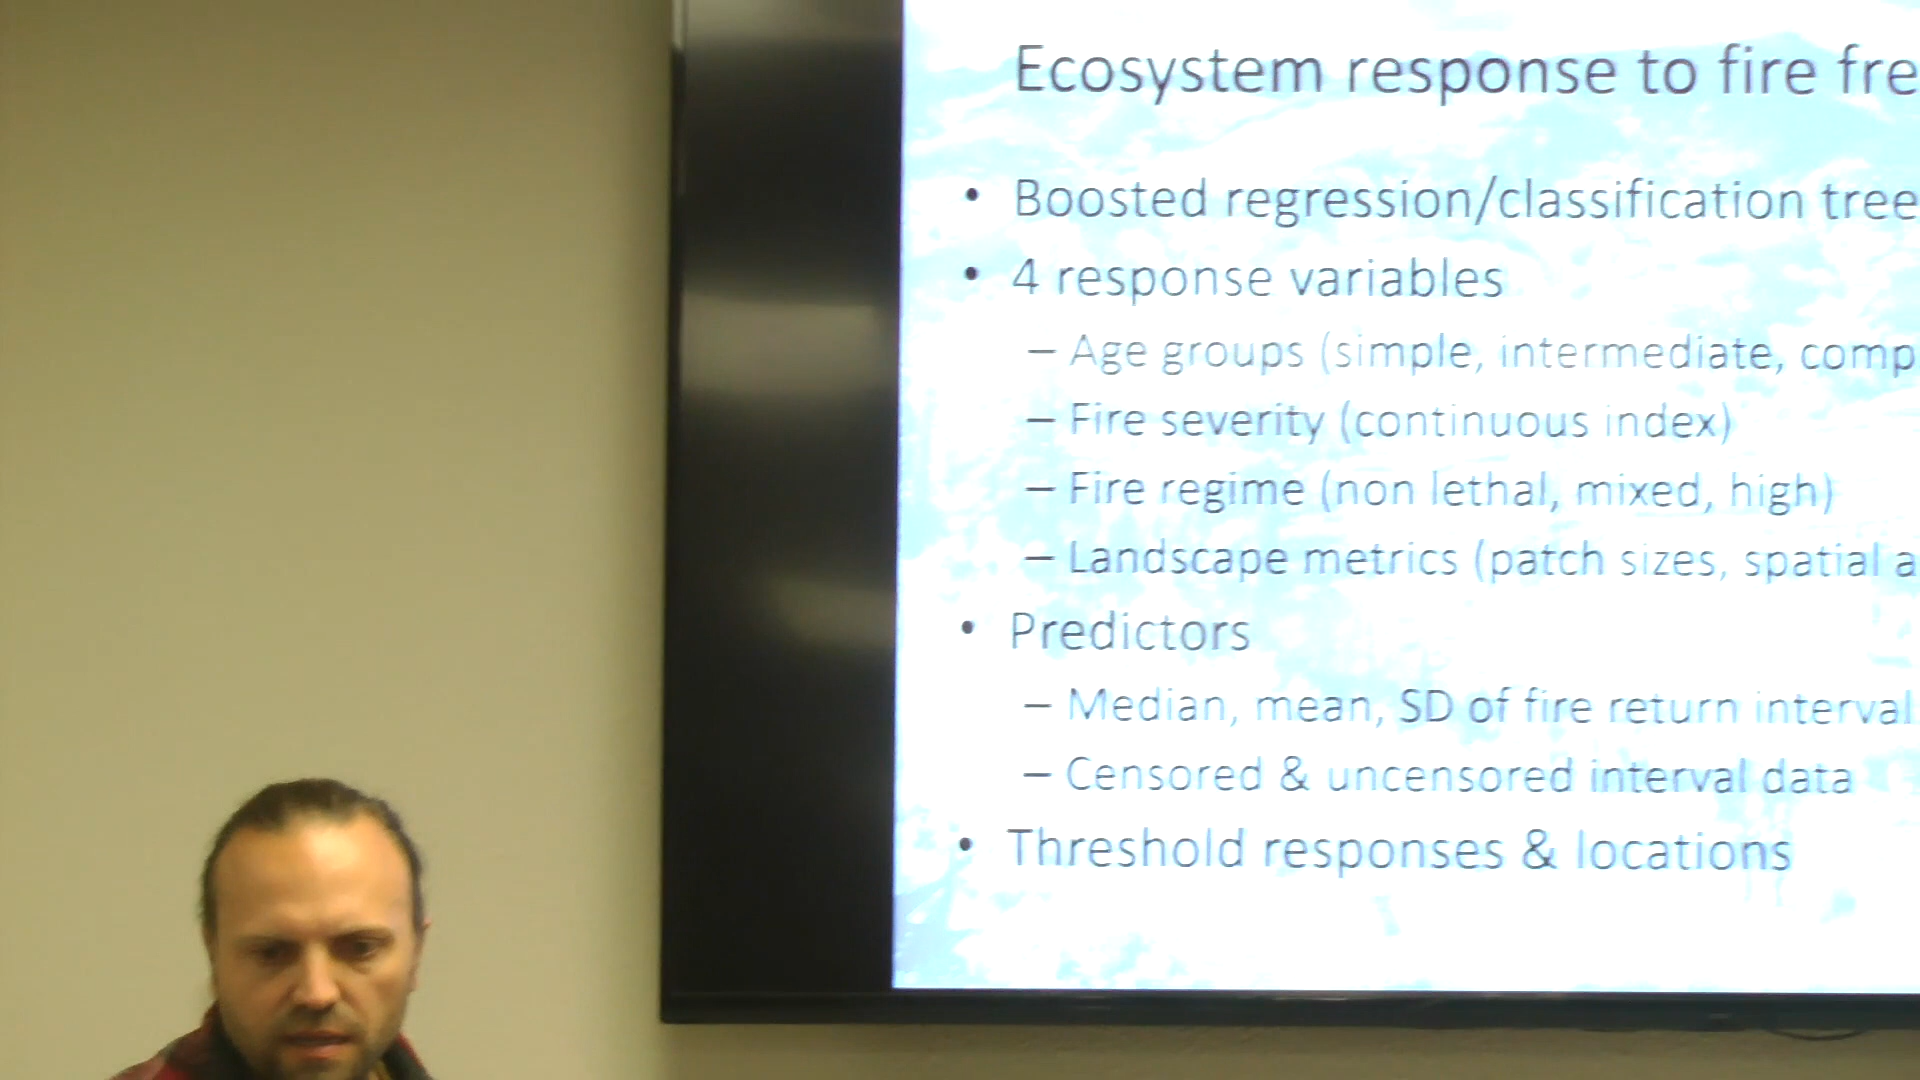 Ecosystem response to fire fre
• Boosted regression/classification tree
• 4 response variables
– Age groups (simple, intermediate, comp
– Fire severity (continuous index)
– Fire regime (non lethal, mixed, high)
– Landscape metrics (patch sizes, spatial a
• Predictors
– Median, mean, SD of fire return interval
– Censored & uncensored interval data
• Threshold responses & locations